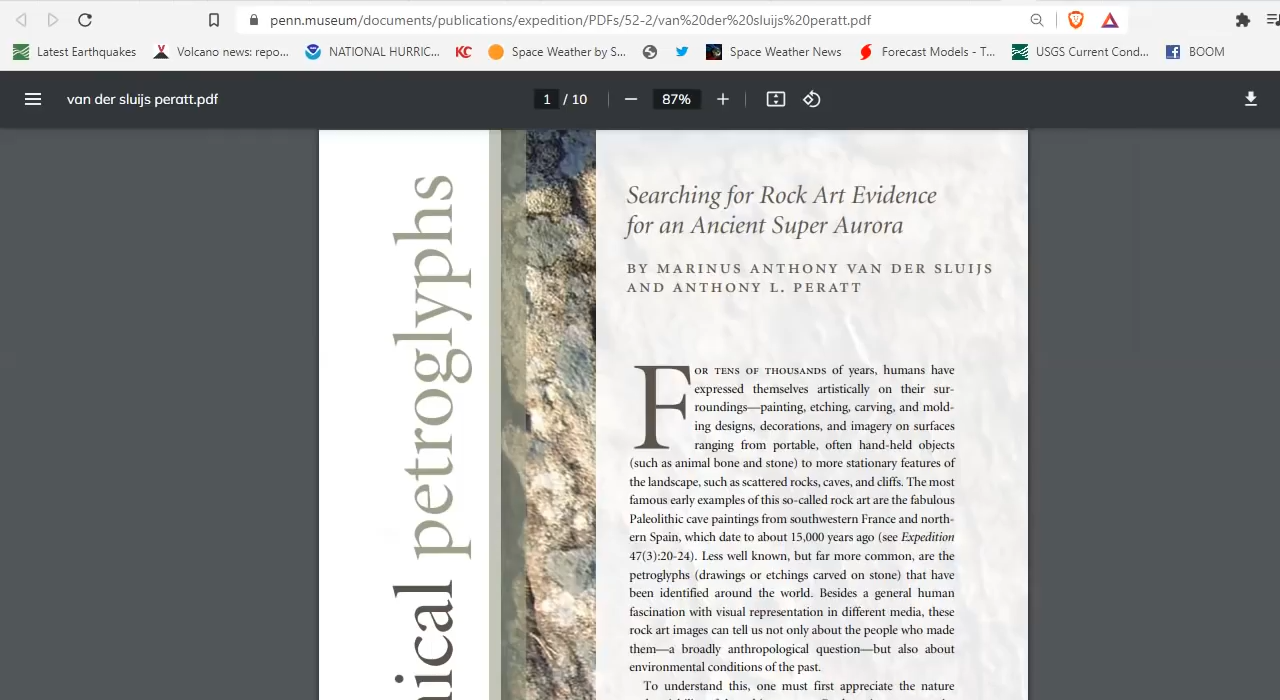 penn.museum/documents/publications/expedition/PDFs/52-2/van%20der%20sluijs%20peratt.pdf
Latest Earthquakes
Volcano news: repo...
NATIONAL HURRIC...
KC
Space Weather by S...
Space Weather News
Forecast Models - T...
USGS Current Cond...
BOOM
van der sluijs peratt.pdf
1 / 10
87%
nical petroglyphs
Searching for Rock Art Evidence
for an Ancient Super Aurora
BY MARINUS ANTHONY VAN DER SLUIJS
AND ANTHONY L. PERATT
FOR TENS OF THOUSANDS of years, humans have
expressed themselves artistically on their sur-
roundings—painting, etching, carving, and mold-
ing designs, decorations, and imagery on surfaces
ranging from portable, often hand-held objects
(such as animal bone and stone) to more stationary features of
the landscape, such as scattered rocks, caves, and cliffs. The most
famous early examples of this so-called rock art are the fabulous
Paleolithic cave paintings from southwestern France and north-
ern Spain, which date to about 15,000 years ago (see Expedition
47(3):20-24). Less well known, but far more common, are the
petroglyphs (drawings or etchings carved on stone) that have
been identified around the world. Besides a general human
fascination with visual representation in different media, these
rock art images can tell us not only about the people who made
them—a broadly anthropological question—but also about
environmental conditions of the past.
To understand this, one must first appreciate the nature